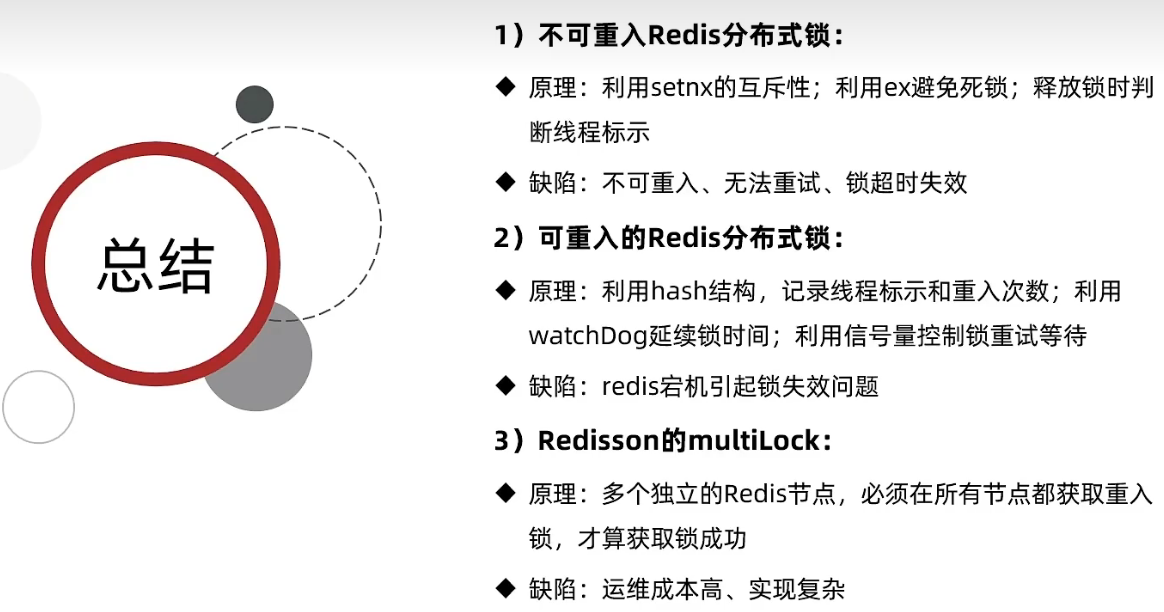 总结
1）不可重入Redis分布式锁：
◆ 原理：利用setnx的互斥性；利用ex避免死锁；释放锁时判
断线程标示
◆ 缺陷：不可重入、无法重试、锁超时失效
2）可重入的Redis分布式锁：
◆ 原理：利用hash结构，记录线程标示和重入次数；利用
watchDog延续锁时间；利用信号量控制锁重试等待
◆ 缺陷：redis宕机引起锁失效问题
3）Redisson的multiLock：
◆ 原理：多个独立的Redis节点，必须在所有节点都获取重入
锁，才算获取锁成功
◆ 缺陷：运维成本高、实现复杂